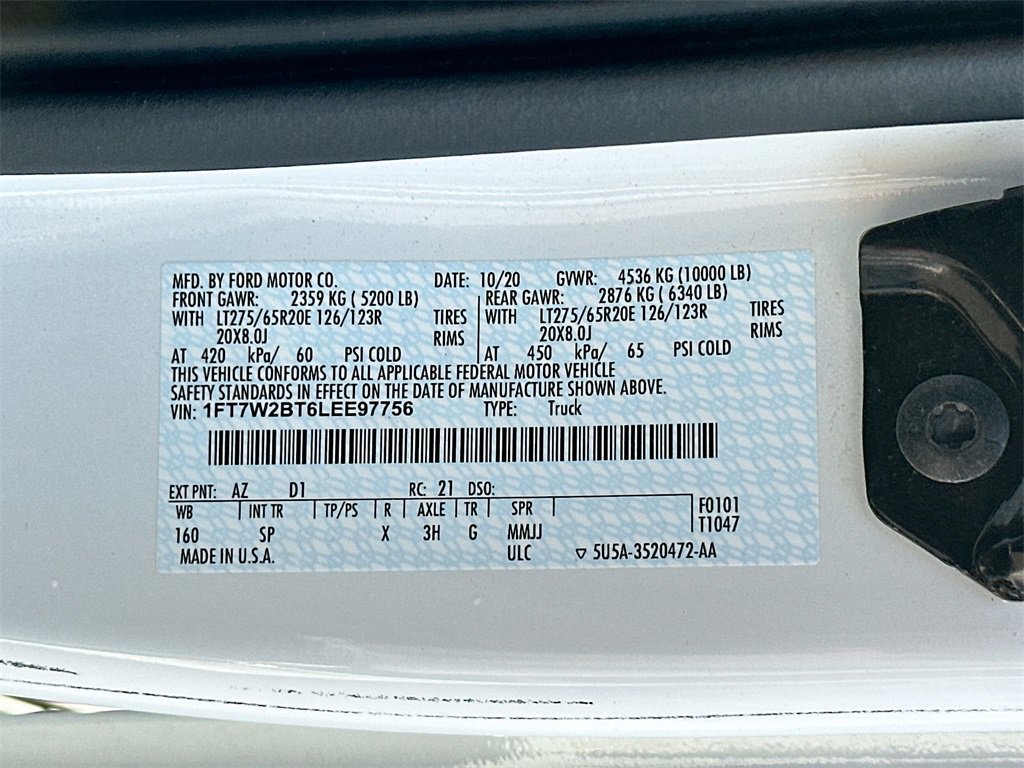 MFD. BY FORD MOTOR CO. DATE: 10/20 GVWR: 4536 KG (10000 LB)
FRONT GAWR: 2359 KG ( 5200 LB) REAR GAWR: 2876 KG ( 6340 LB)
WITH LT275/65R20E 126/123R TIRES WITH LT275/65R20E 126/123R TIRES
20X8.0J RIMS 20X8.0J RIMS
AT 420 kPa/ 60 PSI COLD AT 450 kPa/ 65 PSI COLD
THIS VEHICLE CONFORMS TO ALL APPLICABLE FEDERAL MOTOR VEHICLE
SAFETY STANDARDS IN EFFECT ON THE DATE OF MANUFACTURE SHOWN ABOVE.
VIN: 1FT7W2BT6LEE97756 TYPE: Truck
EXT PNT: AZ D1 RC: 21 DSO:
WB INT TR TP/PS R AXLE TR SPR F0101
160 SP X 3H G MMJJ T1047
MADE IN U.S.A. ULC ▽ 5U5A-3520472-AA